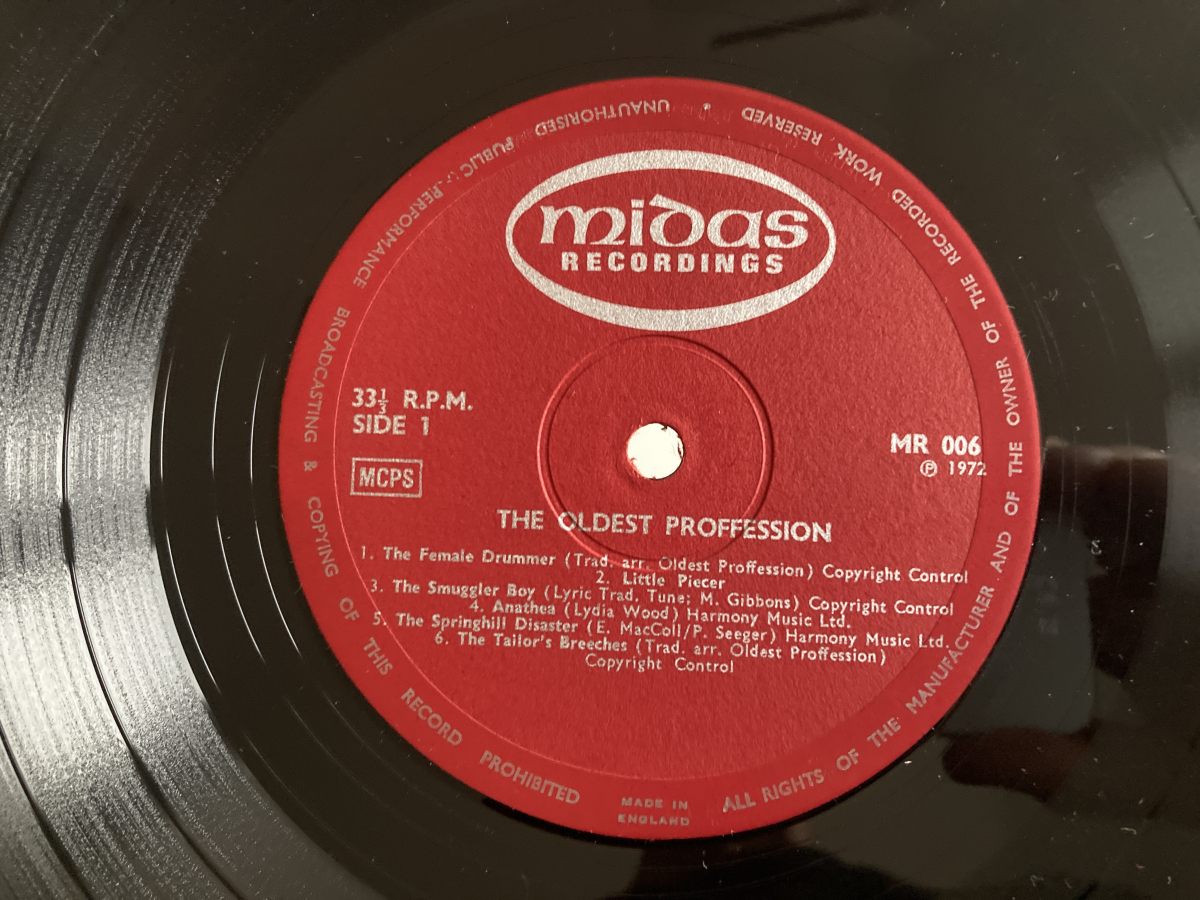 midas
RECORDINGS
33⅓ R.P.M.
SIDE 1
MCPS
MR 006
Ⓟ 1972
THE OLDEST PROFFESSION
1. The Female Drummer (Trad. arr. Oldest Proffession) Copyright Control
2. Little Piecer
3. The Smuggler Boy (Lyric Trad. Tune; M. Gibbons) Copyright Control
4. Anathea (Lydia Wood) Harmony Music Ltd.
5. The Springhill Disaster (E. MacColl/P. Seeger) Harmony Music Ltd.
6. The Tailor's Breeches (Trad. arr. Oldest Proffession)
Copyright Control
ALL RIGHTS OF THE MANUFACTURER AND OF THE OWNER OF THE RECORDED WORK RESERVED • UNAUTHORISED PUBLIC PERFORMANCE BROADCASTING & COPYING OF THIS RECORD PROHIBITED
MADE IN
ENGLAND